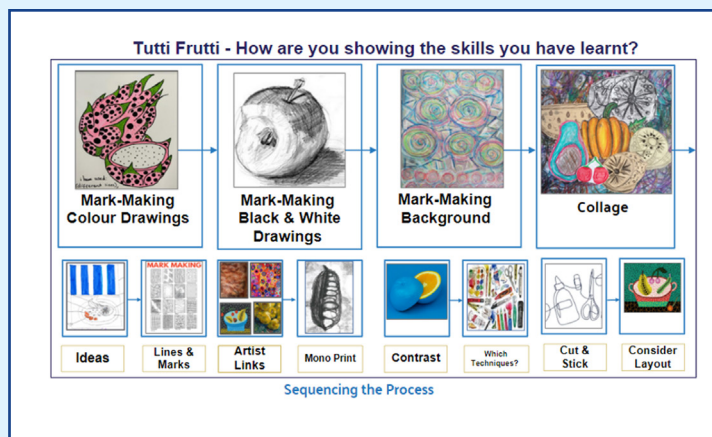 Tutti Frutti - How are you showing the skills you have learnt?
Mark-Making
Colour Drawings
Mark-Making
Black & White
Drawings
Mark-Making
Background
Collage
MARK MAKING
Ideas
Lines &
Marks
Artist
Links
Mono Print
Contrast
Which
Techniques?
Cut &
Stick
Consider
Layout
Sequencing the Process